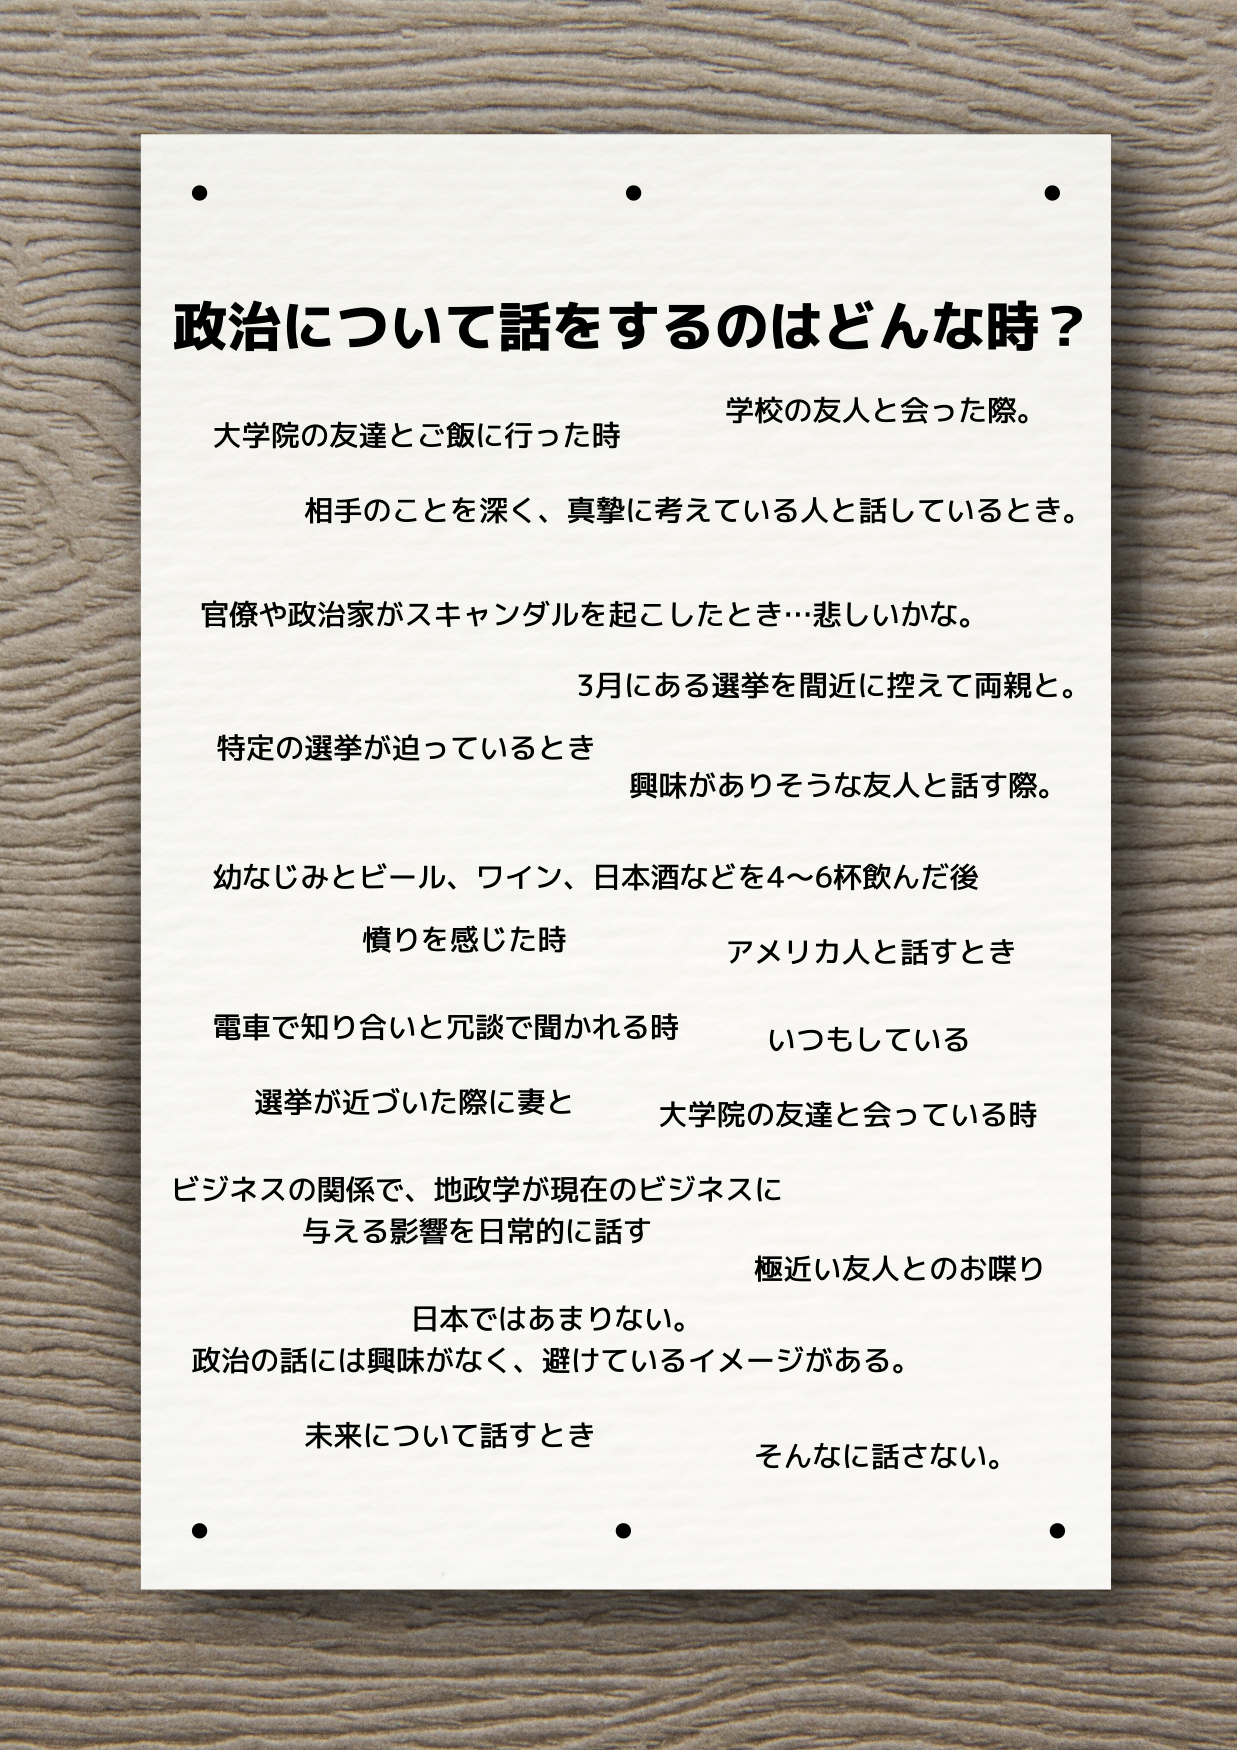 政治について話をするのはどんな時？
学校の友人と会った際。
大学院の友達とご飯に行った時
相手のことを深く、真摯に考えている人と話しているとき。
官僚や政治家がスキャンダルを起こしたとき…悲しいかな。
3月にある選挙を間近に控えて両親と。
特定の選挙が迫っているとき
興味がありそうな友人と話す際。
幼なじみとビール、ワイン、日本酒などを4〜6杯飲んだ後
憤りを感じた時
アメリカ人と話すとき
電車で知り合いと冗談で聞かれる時
いつもしている
選挙が近づいた際に妻と
大学院の友達と会っている時
ビジネスの関係で、地政学が現在のビジネスに
与える影響を日常的に話す
極近い友人とのお喋り
日本ではあまりない。
政治の話には興味がなく、避けているイメージがある。
未来について話すとき
そんなに話さない。